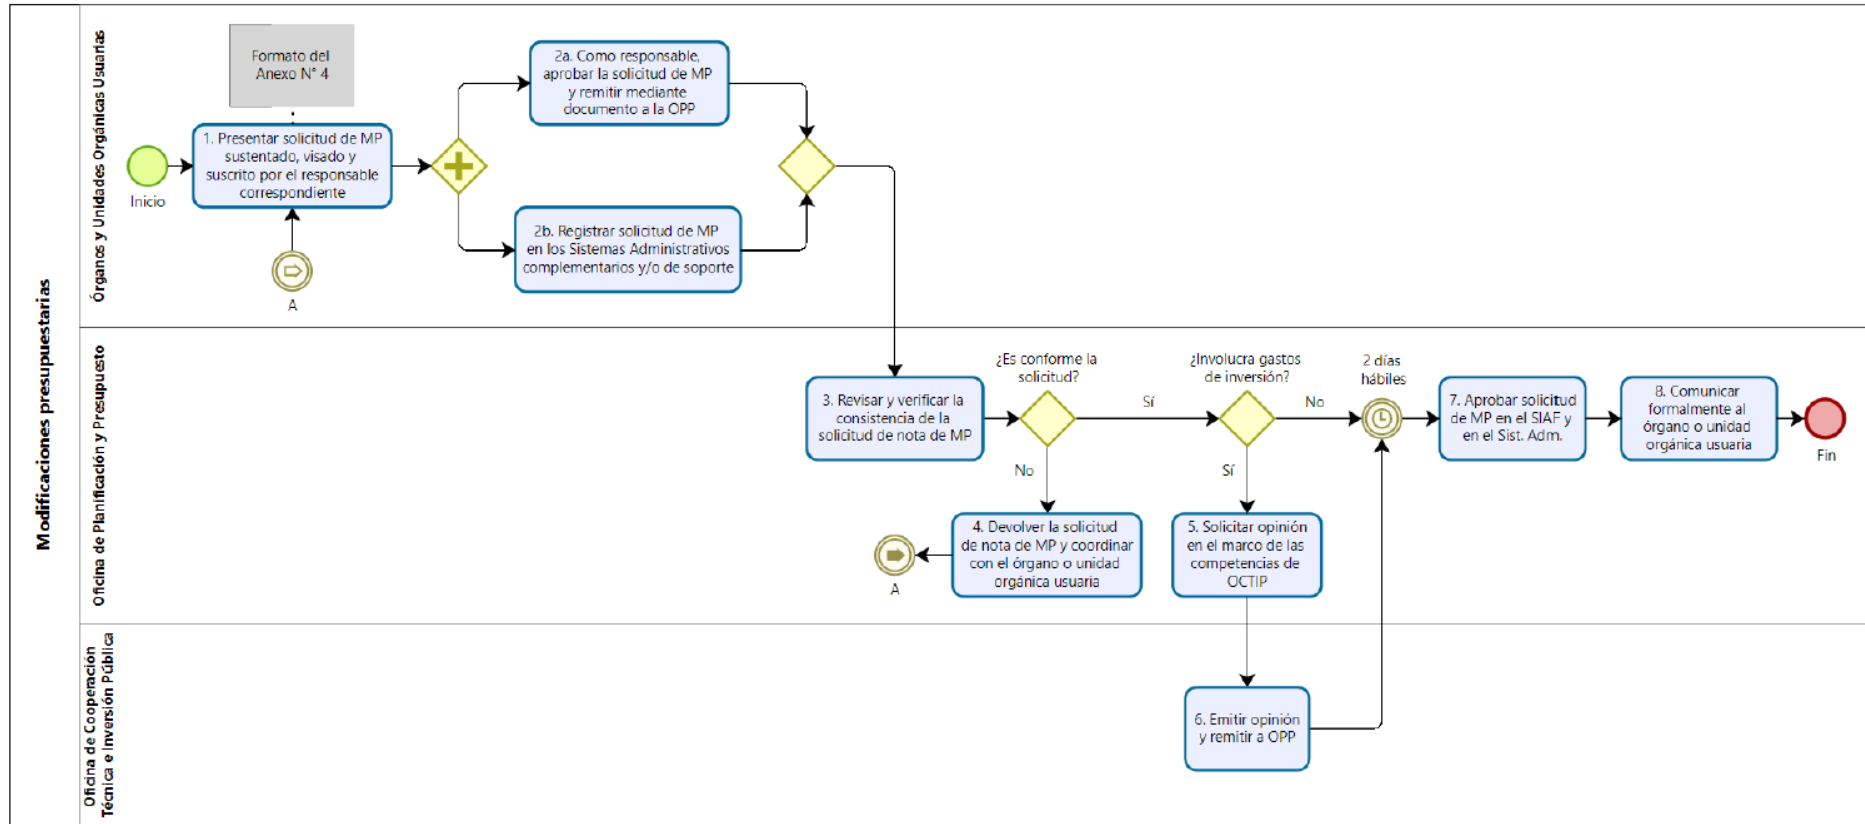 Modificaciones presupuestarias
Órganos y Unidades Orgánicas Usuarias
Formato del
Anexo N° 4
Inicio
1. Presentar solicitud de MP
sustentado, visado y
suscrito por el responsable
correspondiente
A
2a. Como responsable,
aprobar la solicitud de MP
y remitir mediante
documento a la OPP
2b. Registrar solicitud de MP
en los Sistemas Administrativos
complementarios y/o de soporte
Oficina de Planificación y Presupuesto
3. Revisar y verificar la
consistencia de la
solicitud de nota de MP
¿Es conforme la
solicitud?
Sí
No
4. Devolver la solicitud
de nota de MP y coordinar
con el órgano o unidad
orgánica usuaria
A
¿Involucra gastos
de inversión?
No
Sí
5. Solicitar opinión
en el marco de las
competencias de
OCTIP
2 días
hábiles
7. Aprobar solicitud
de MP en el SIAF y
en el Sist. Adm.
8. Comunicar
formalmente al
órgano o unidad
orgánica usuaria
Fin
Oficina de Cooperación
Técnica e Inversión Pública
6. Emitir opinión
y remitir a OPP